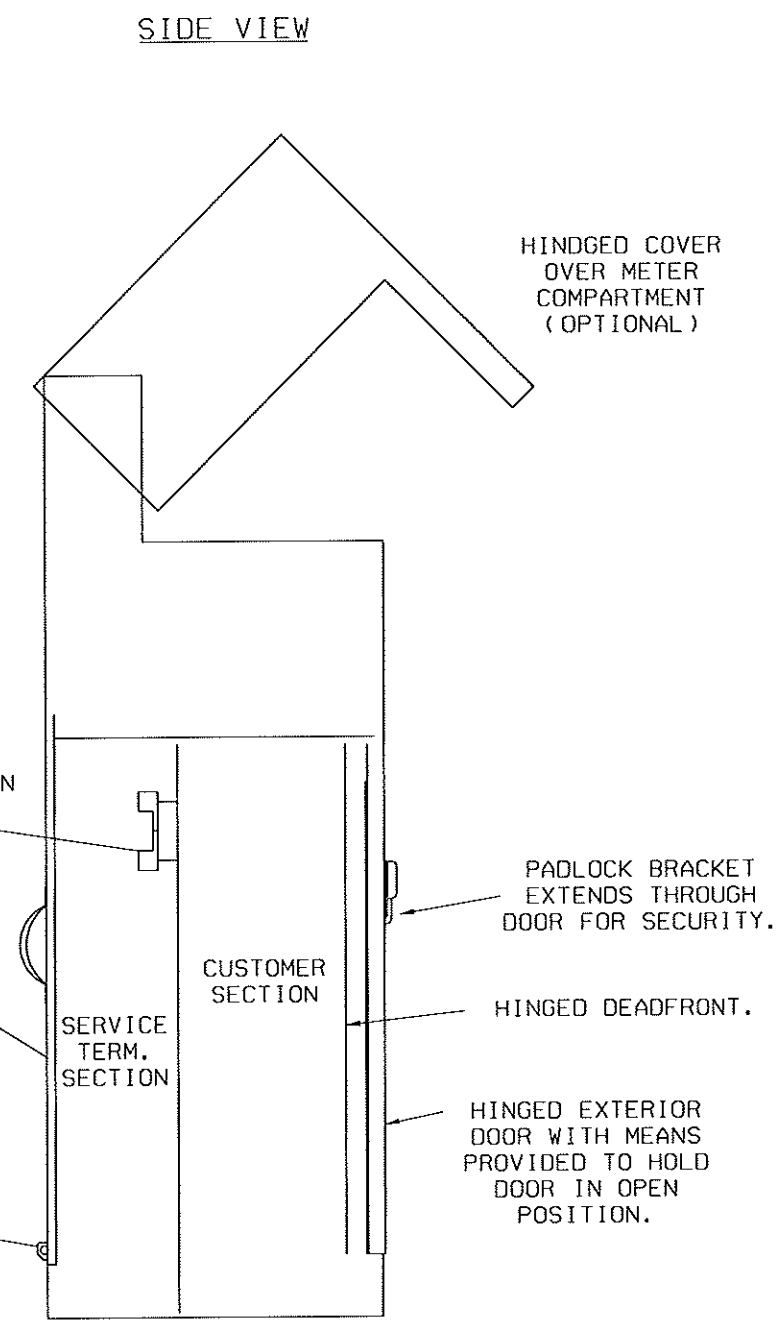 SIDE VIEW
HINDGED COVER
OVER METER
COMPARTMENT
(OPTIONAL)
N
PADLOCK BRACKET
EXTENDS THROUGH
DOOR FOR SECURITY.
CUSTOMER
SECTION
HINGED DEADFRONT.
SERVICE
TERM.
SECTION
HINGED EXTERIOR
DOOR WITH MEANS
PROVIDED TO HOLD
DOOR IN OPEN
POSITION.